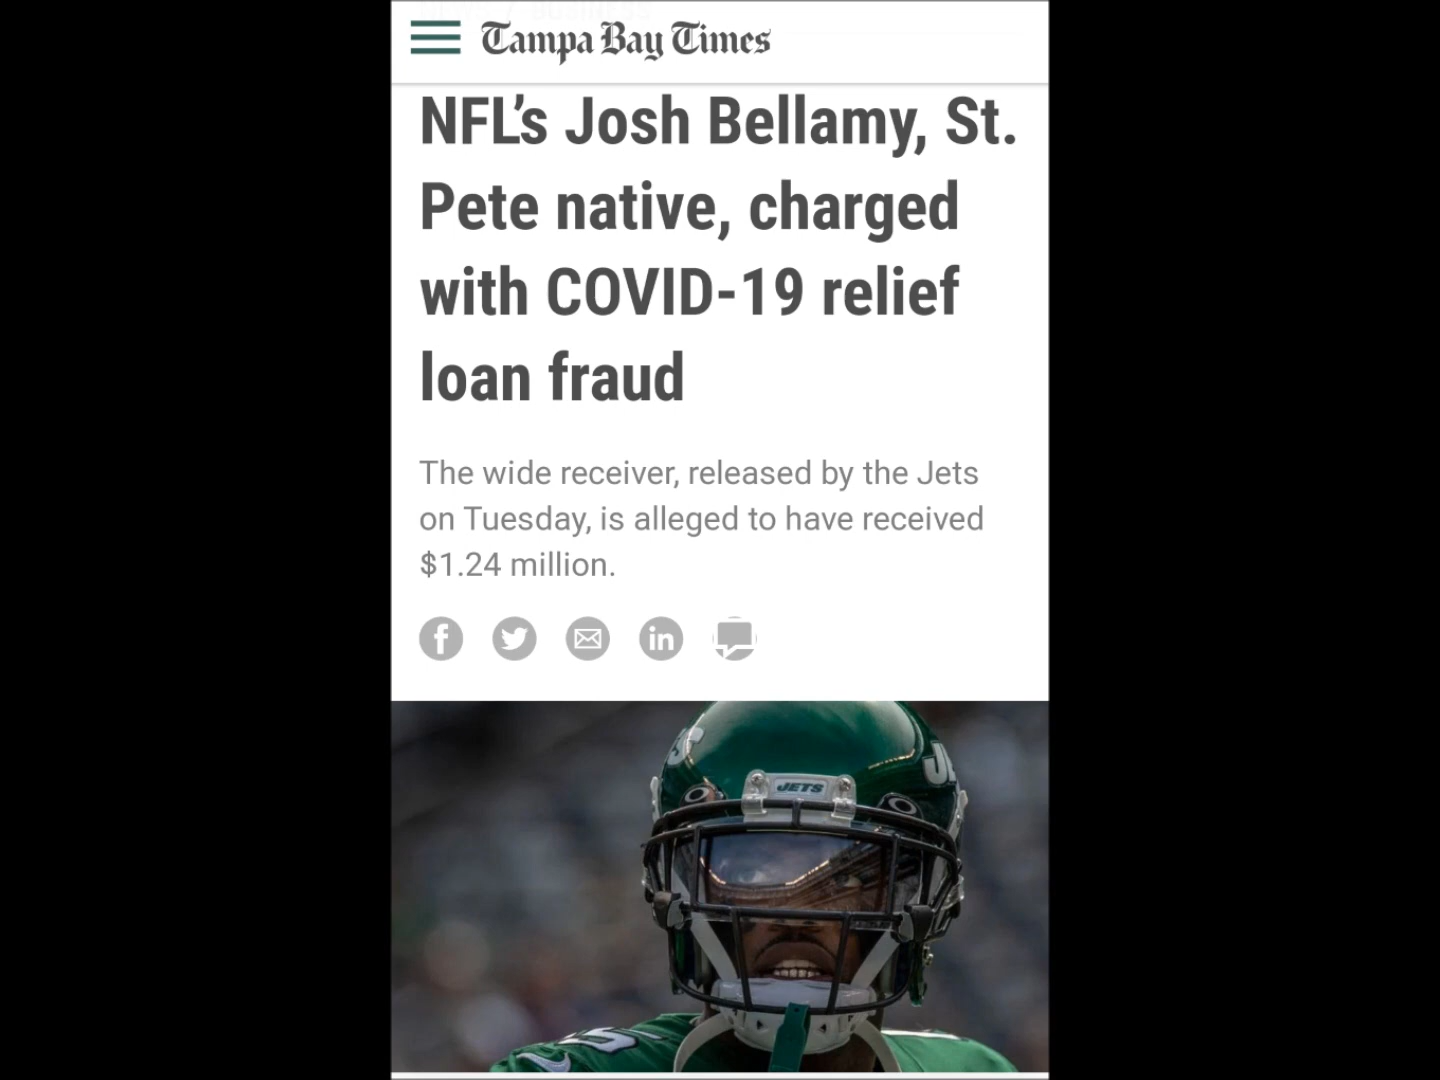 Tampa Bay Times
NFL’s Josh Bellamy, St.
Pete native, charged
with COVID-19 relief
loan fraud
The wide receiver, released by the Jets
on Tuesday, is alleged to have received
$1.24 million.
JETS